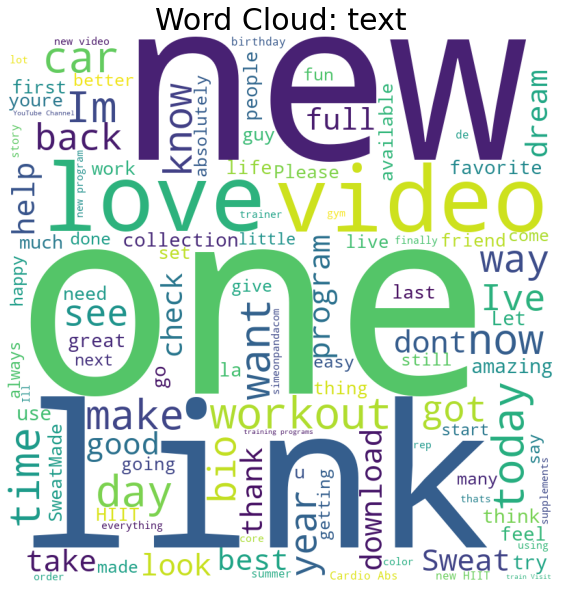 Word Cloud: text
new video
birthday
new
car
lot
better
people
fun
dream
first
Im
know
absolutely
full
available
youre
YouTube Channel
back
guy
de
story
help
new program
work
love
life
Please
video
favorite
trainer
gym
much
done
collection
little
live
finally
friend
come
set
way
happy
one
need
see
check
give
want
simeonpandacom
program
last
Ive
Let
great
next
go
la
easy
dont
now
still
amazing
always
Ill
use
make
workout
thing
got
time
SweatMade
good
link
training programs
day
going
bio
thank
u
getting
download
rep
start
today
say
many
thats
HIIT
everything
year
think
supplements
feel
using
core
take
made
look
best
Sweat
try
order
summer
Cardio Abs
color
new HIIT
train Visit